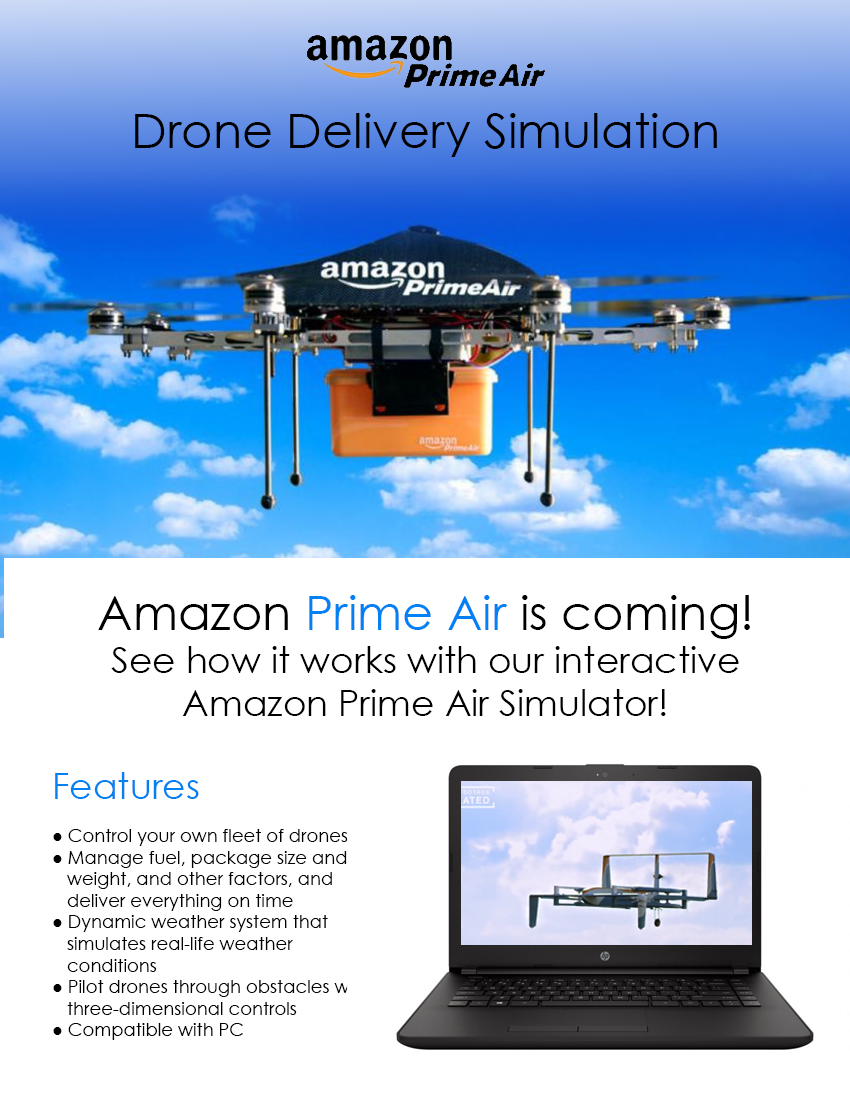 amazon
Prime Air
Drone Delivery Simulation
amazon
PrimeAir
amazon
PrimeAir
Amazon Prime Air is coming!
See how it works with our interactive
Amazon Prime Air Simulator!
Features
● Control your own fleet of drones
● Manage fuel, package size and
weight, and other factors, and
deliver everything on time
● Dynamic weather system that
simulates real-life weather
conditions
● Pilot drones through obstacles w
three-dimensional controls
● Compatible with PC
ATED
hp